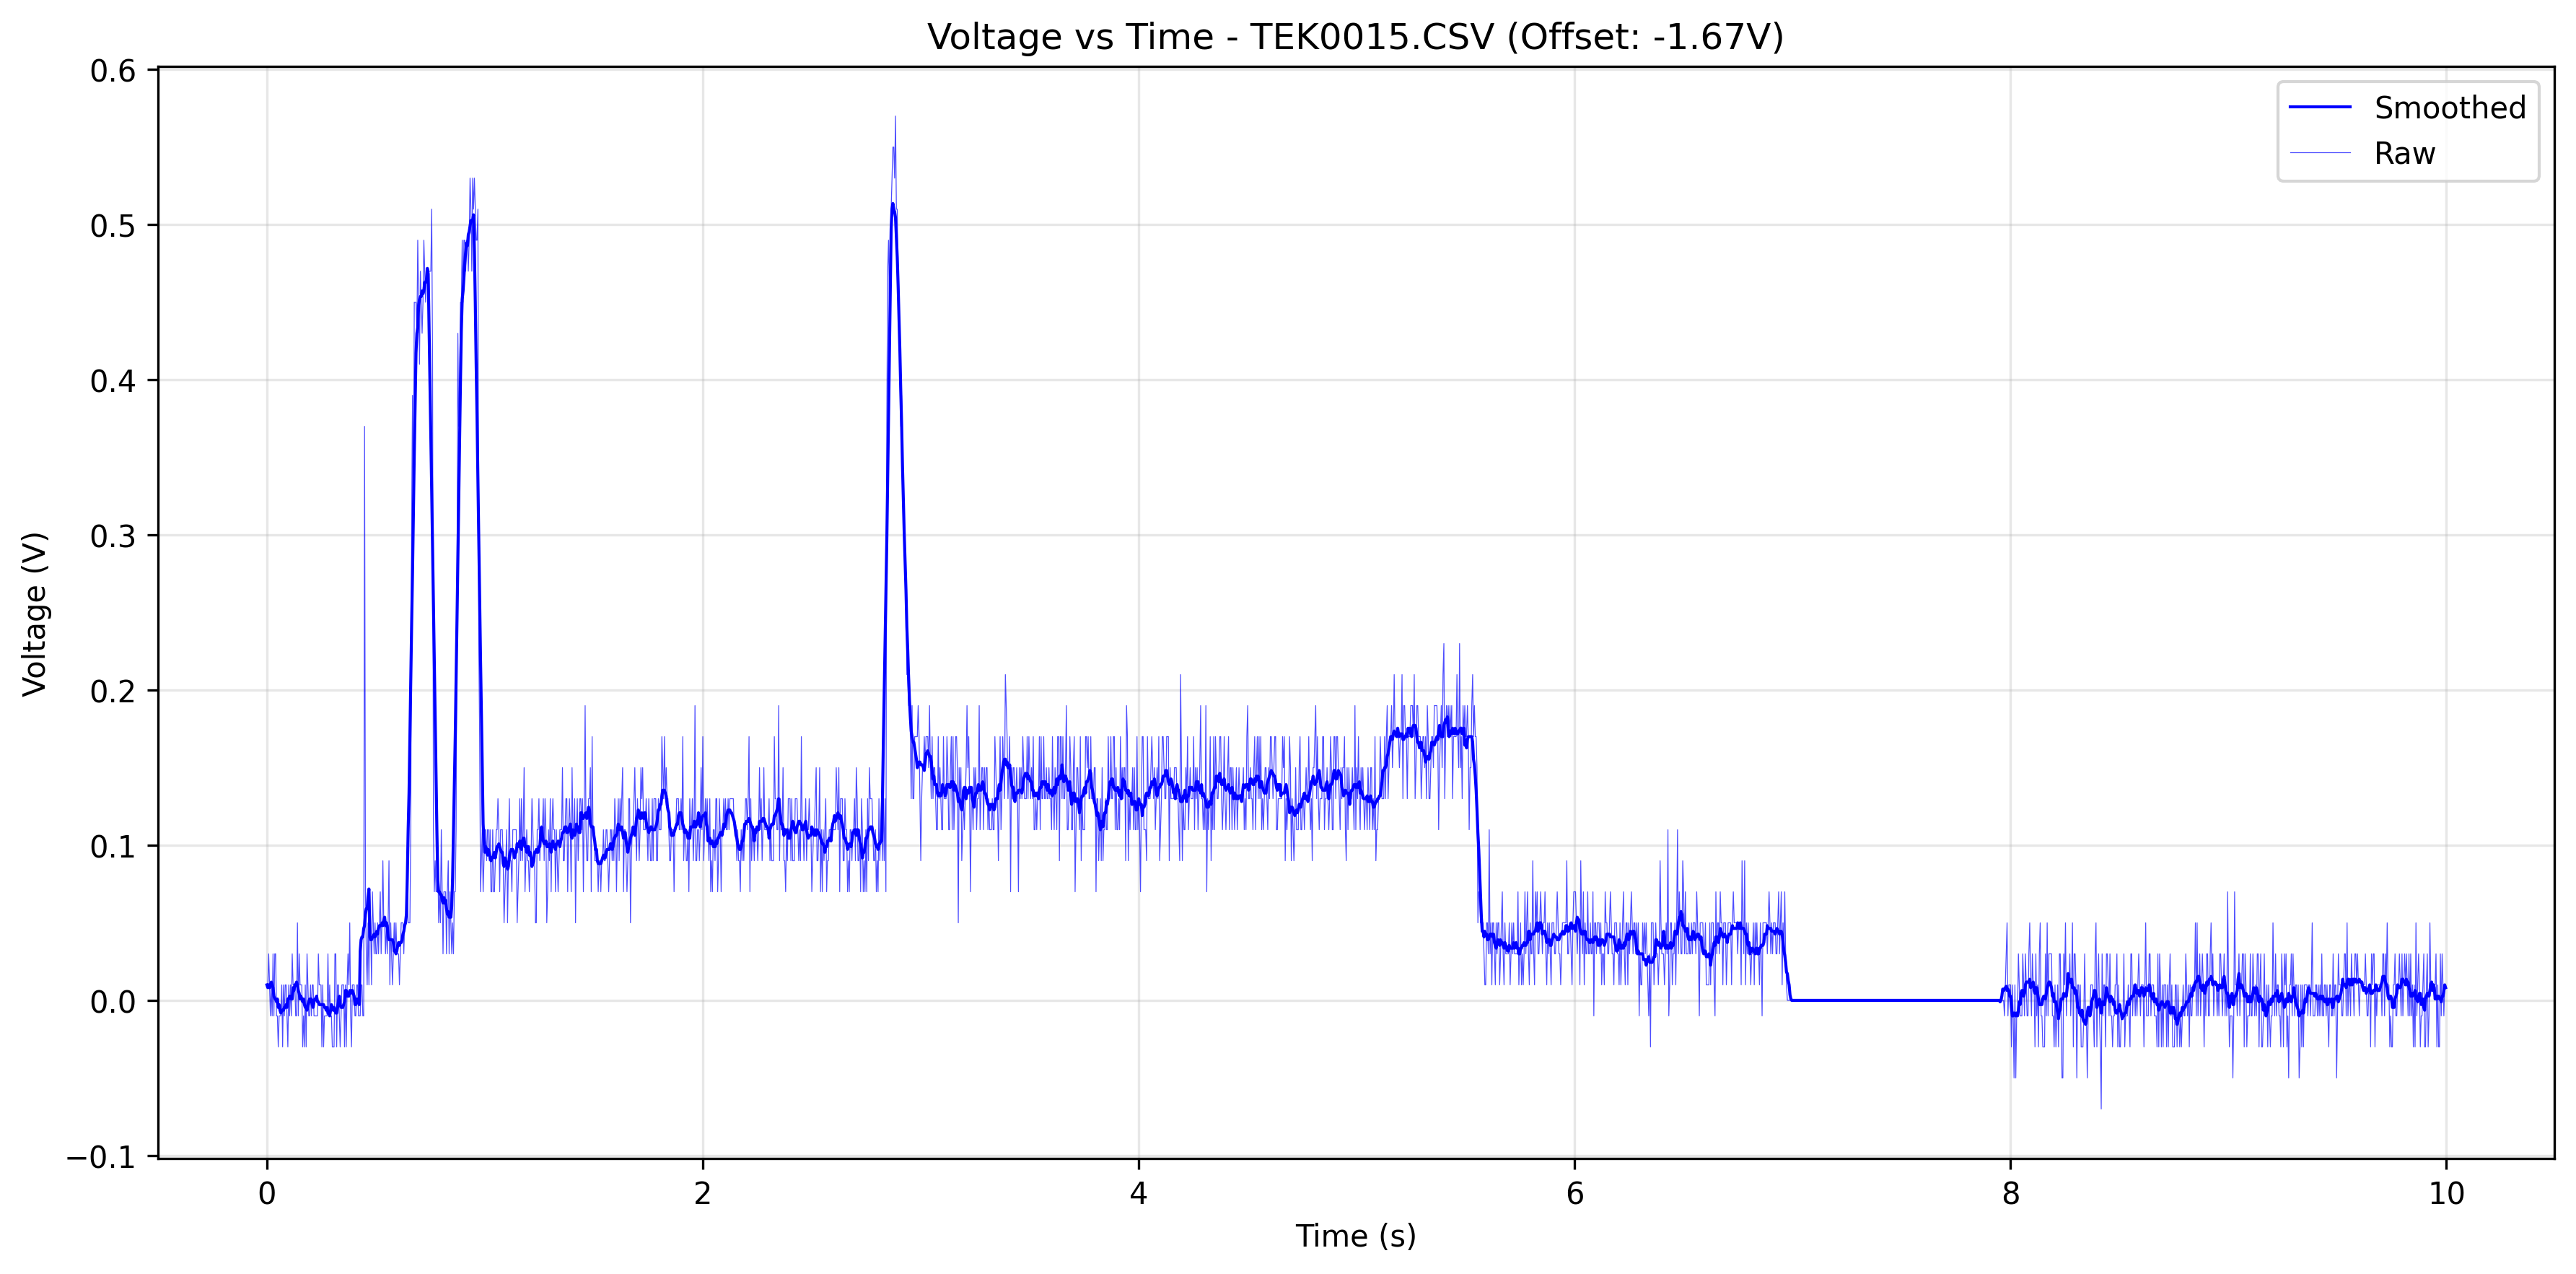 Voltage vs Time - TEK0015.CSV (Offset: -1.67V)
Smoothed
Raw
Voltage (V)
0.6
0.5
0.4
0.3
0.2
0.1
0.0
−0.1
0 2 4 6 8 10
Time (s)